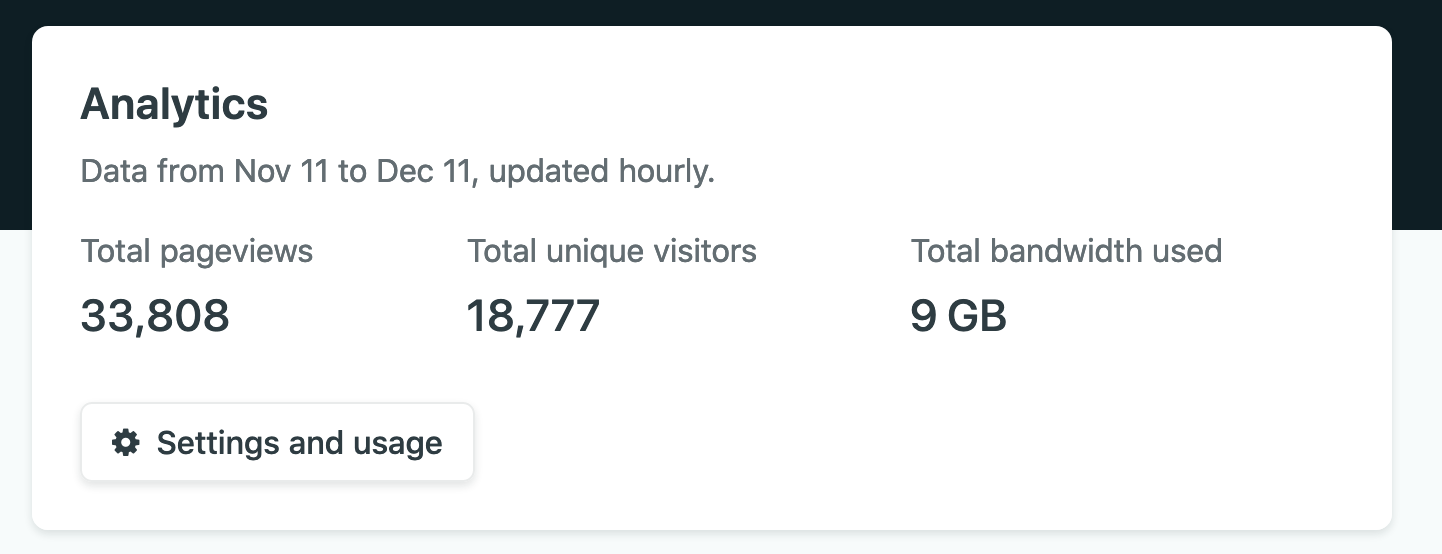 Analytics
Data from Nov 11 to Dec 11, updated hourly.
Total pageviews Total unique visitors Total bandwidth used
33,808 18,777 9 GB
Settings and usage